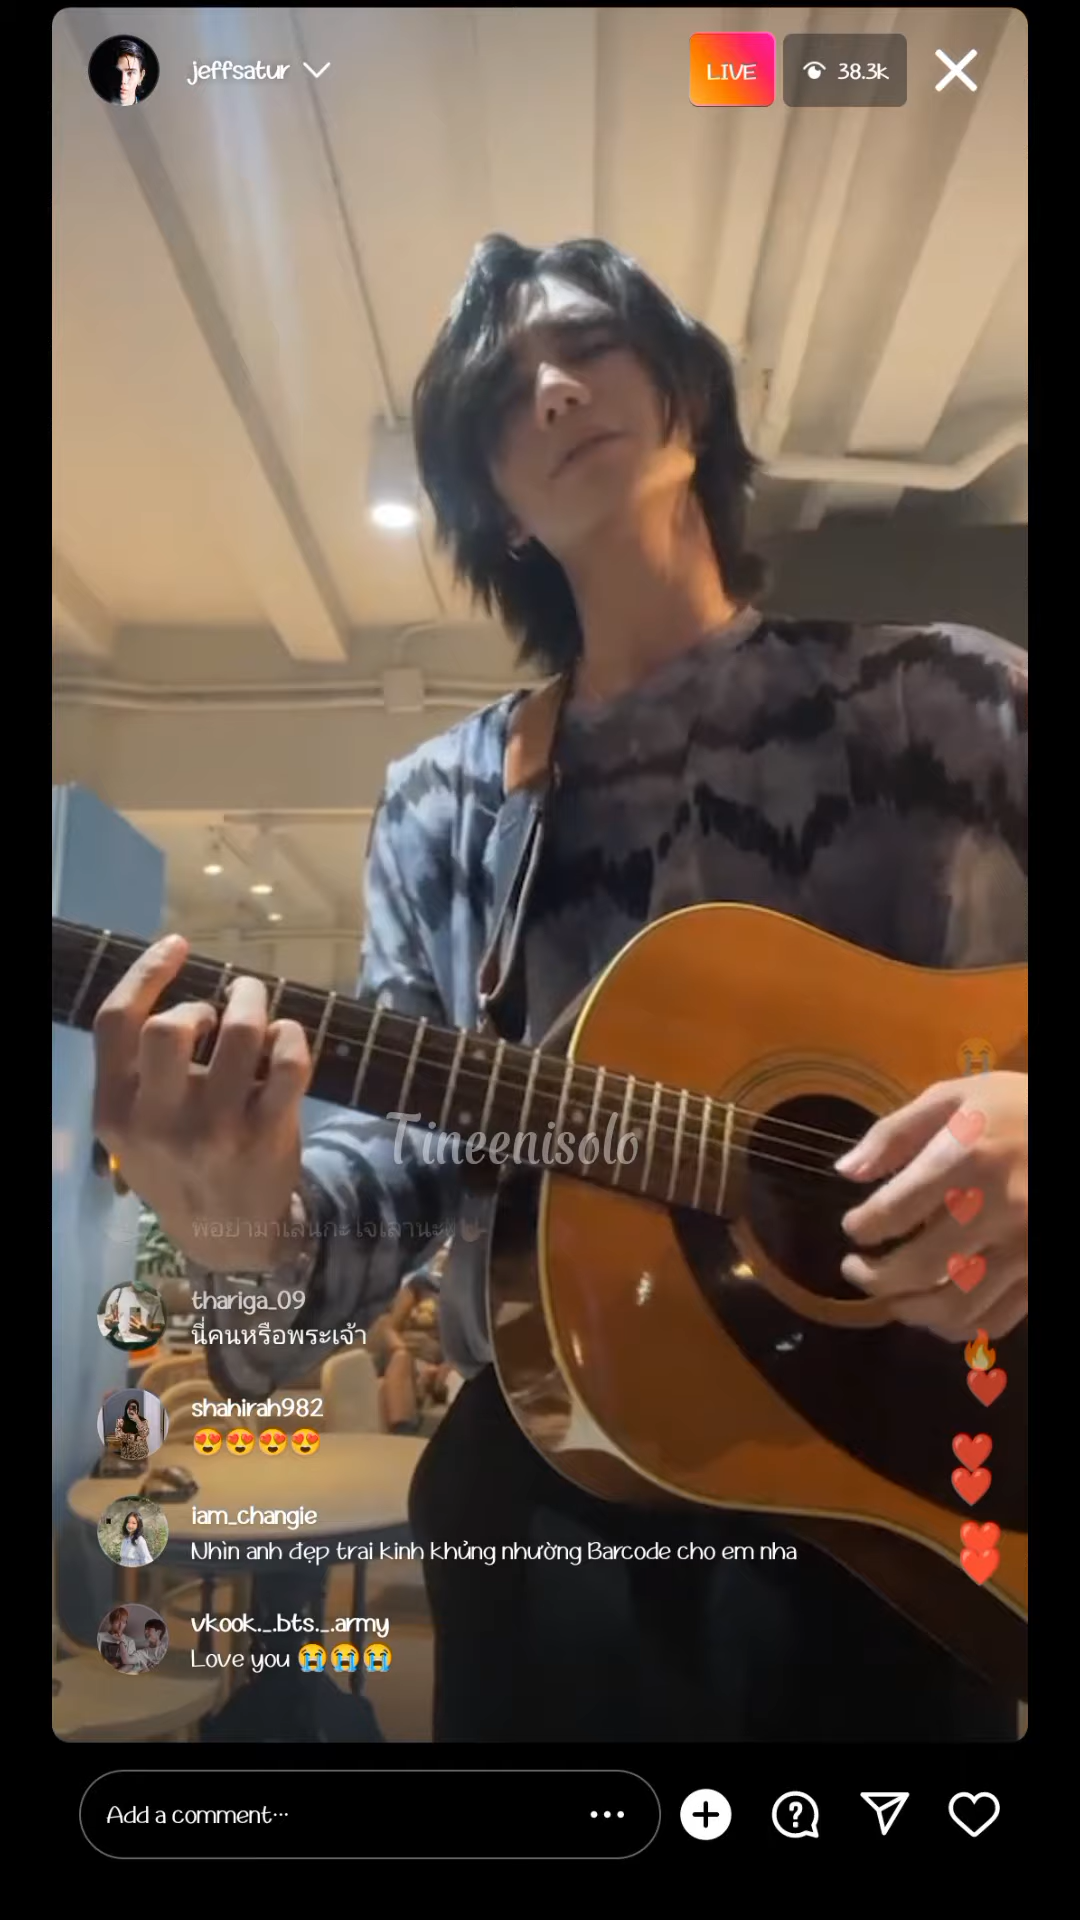 jeffsatur
LIVE
38.3k
Tineenisolo
thariga_09
นี่คนหรือพระเจ้า
shahirah982
😍😍😍😍
iam_changie
Nhìn anh đẹp trai kinh khủng nhường Barcode cho em nha
vkook._.bts._.army
Love you 😭😭😭
Add a comment...